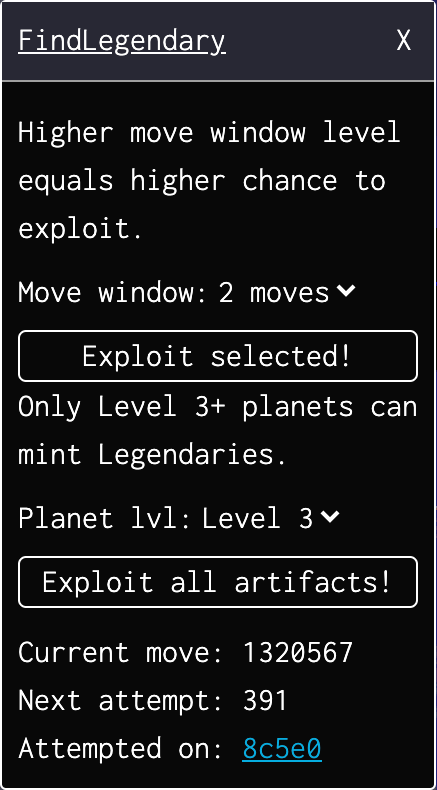 FindLegendary X
Higher move window level
equals higher chance to
exploit.
Move window: 2 moves
Exploit selected!
Only Level 3+ planets can
mint Legendaries.
Planet lvl: Level 3
Exploit all artifacts!
Current move: 1320567
Next attempt: 391
Attempted on: 8c5e0